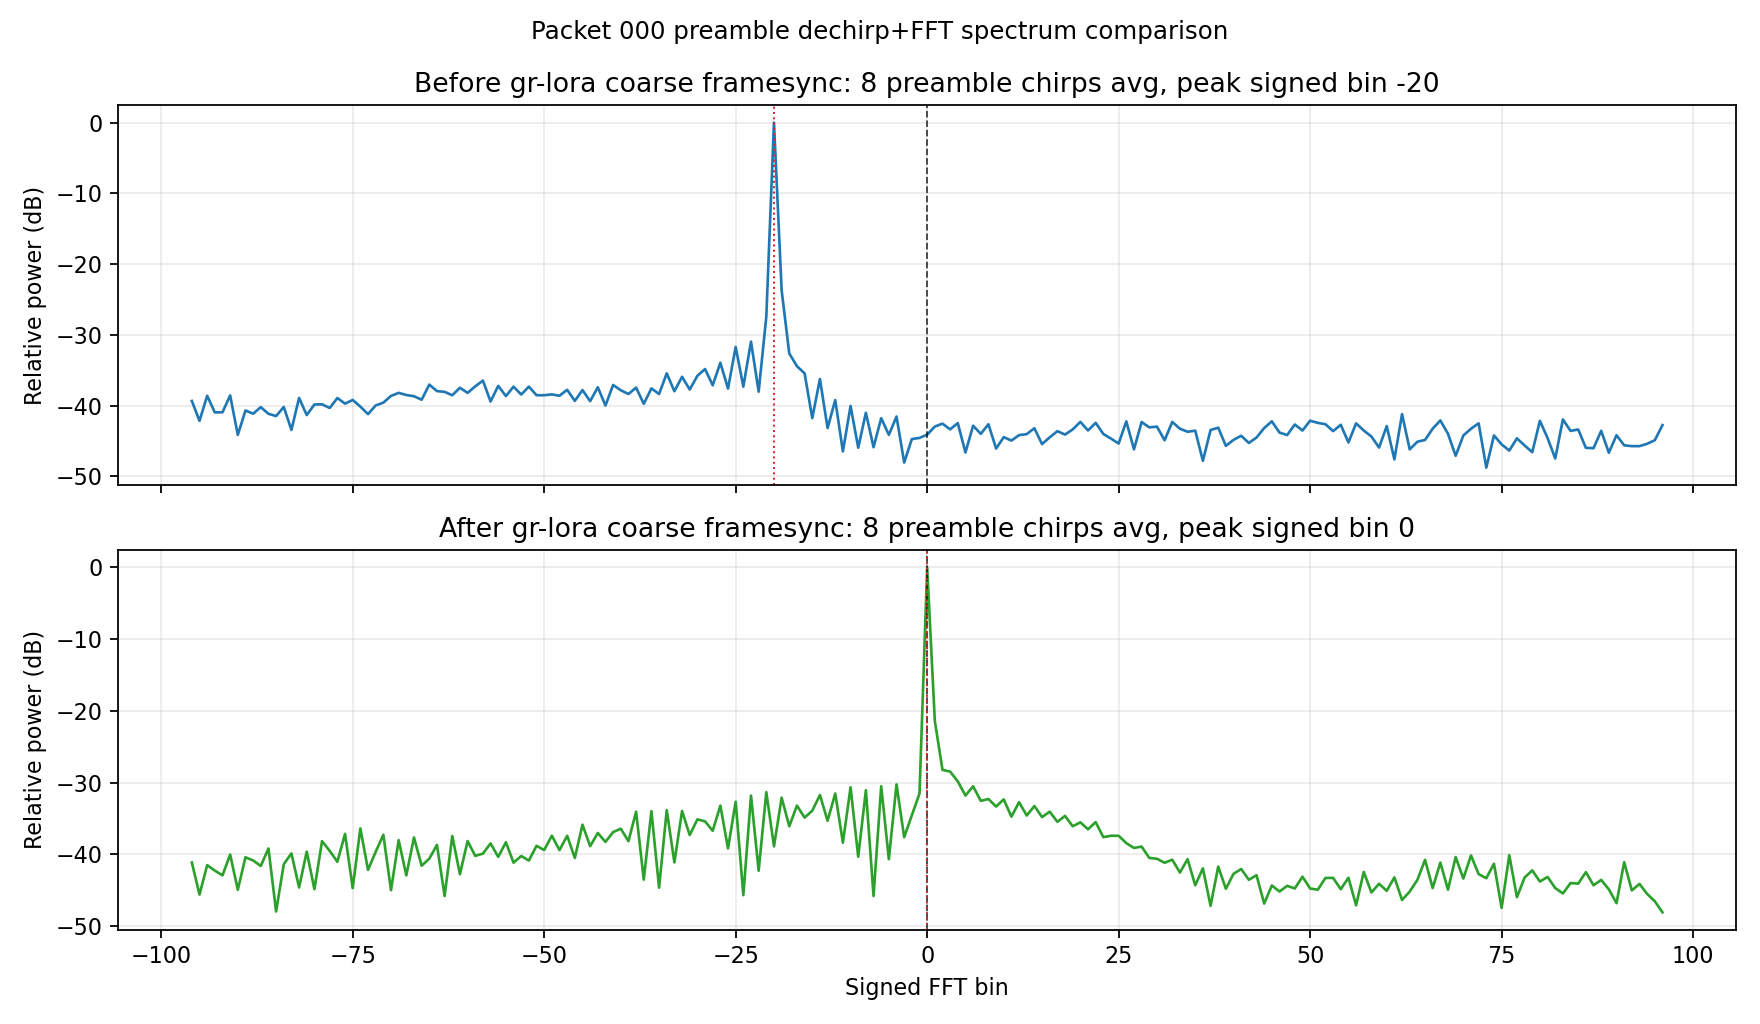 Packet 000 preamble dechirp+FFT spectrum comparison
Before gr-lora coarse framesync: 8 preamble chirps avg, peak signed bin -20
Relative power (dB)
0
−10
−20
−30
−40
−50
After gr-lora coarse framesync: 8 preamble chirps avg, peak signed bin 0
Relative power (dB)
0
−10
−20
−30
−40
−50
−100 −75 −50 −25 0 25 50 75 100
Signed FFT bin